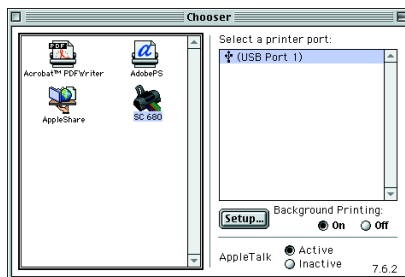 Chooser
Select a printer port:
(USB Port 1)
PDF
Acrobat™ PDFWriter
a
AdobePS
AppleShare
SC 680
Setup...
Background Printing:
On Off
AppleTalk
Active
Inactive
7.6.2